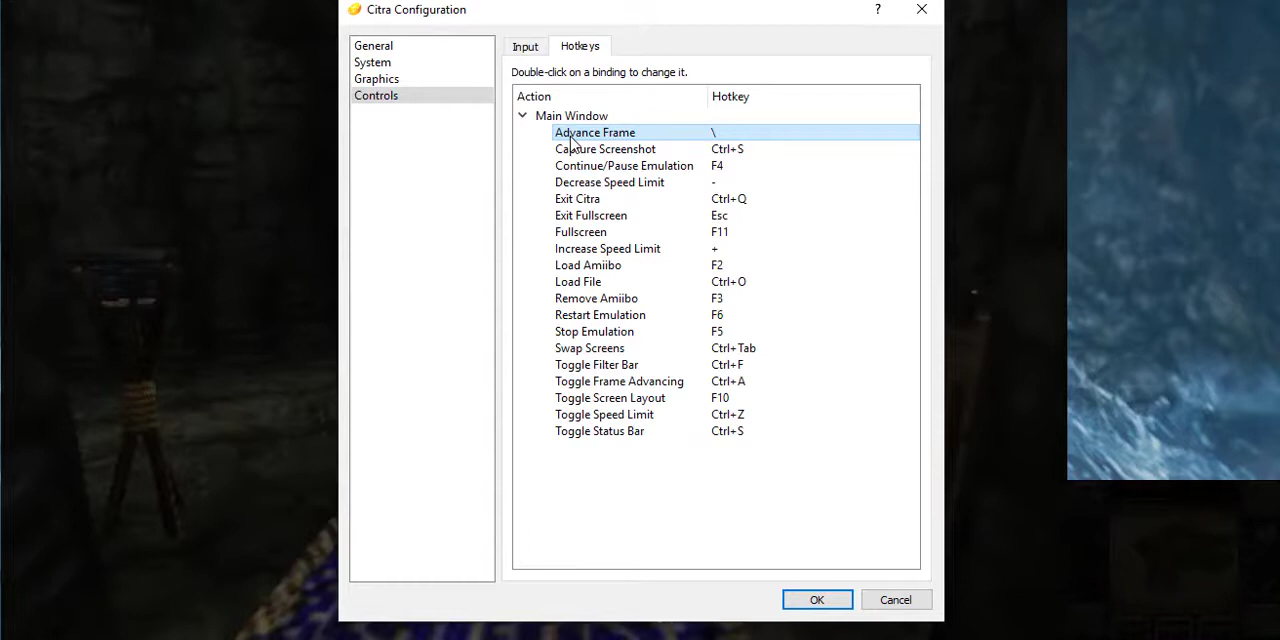 Citra Configuration ? ×
General
System
Graphics
Controls
Input Hotkeys
Double-click on a binding to change it.
Action Hotkey
Main Window
Advance Frame \
Capture Screenshot Ctrl+S
Continue/Pause Emulation F4
Decrease Speed Limit -
Exit Citra Ctrl+Q
Exit Fullscreen Esc
Fullscreen F11
Increase Speed Limit +
Load Amiibo F2
Load File Ctrl+O
Remove Amiibo F3
Restart Emulation F6
Stop Emulation F5
Swap Screens Ctrl+Tab
Toggle Filter Bar Ctrl+F
Toggle Frame Advancing Ctrl+A
Toggle Screen Layout F10
Toggle Speed Limit Ctrl+Z
Toggle Status Bar Ctrl+S
OK Cancel